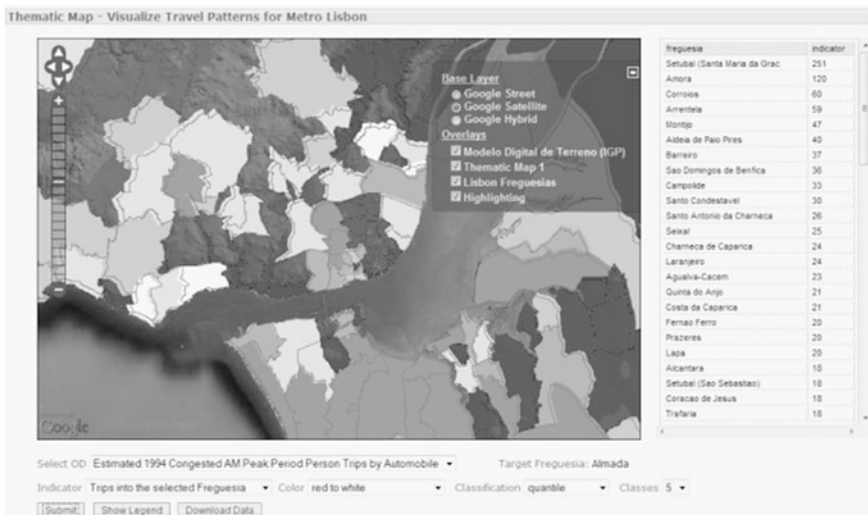 Thematic Map - Visualize Travel Patterns for Metro Lisbon
Base Layer
Google Street
Google Satellite
Google Hybrid
Overlays
Modelo Digital de Terreno (IGP)
Thematic Map 1
Lisbon Freguesias
Highlighting
Google
freguesia indicator
Setubal (Santa Maria da Grac 251
Amora 120
Corroios 60
Arrentela 59
Montijo 47
Aldeia de Paio Pires 40
Barreiro 37
Sao Domingos de Benfica 36
Campolide 33
Santo Condestavel 30
Santo Antonio da Charneca 26
Seixal 25
Charneca de Caparica 24
Laranjeiro 24
Agualva-Cacem 23
Quinta do Anjo 21
Costa da Caparica 21
Fernao Ferro 20
Prazeres 20
Lapa 20
Alcantara 18
Setubal (Sao Sebastiao) 18
Coracao de Jesus 18
Trafaria 18
Select OD Estimated 1994 Congested AM Peak Period Person Trips by Automobile Target Freguesia: Almada
Indicator Trips into the selected Freguesia Color red to white Classification quantile Classes 5
Submit Show Legend Download Data